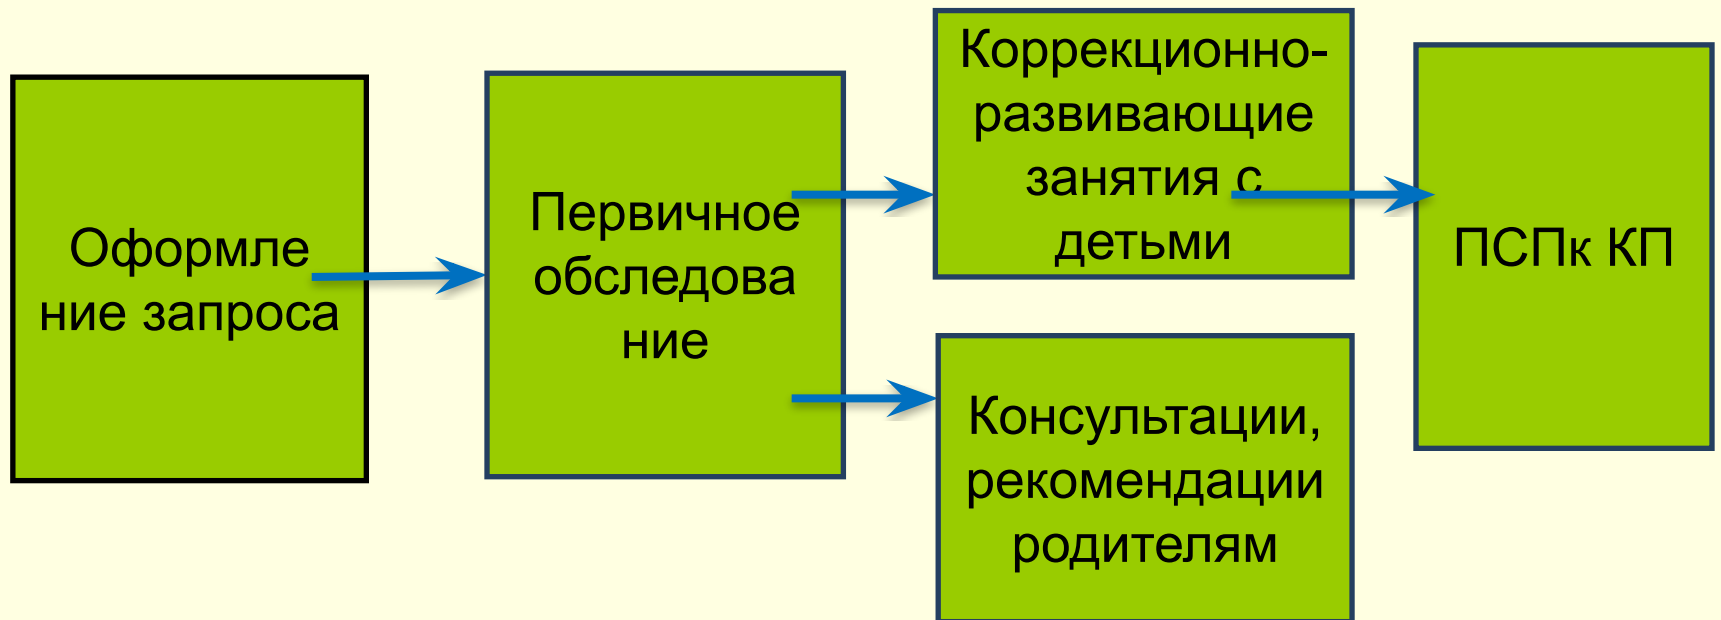 Оформле
ние запроса
Первичное
обследова
ние
Коррекционно-
развивающие
занятия с
детьми
Консультации,
рекомендации
родителям
ПСПк КП